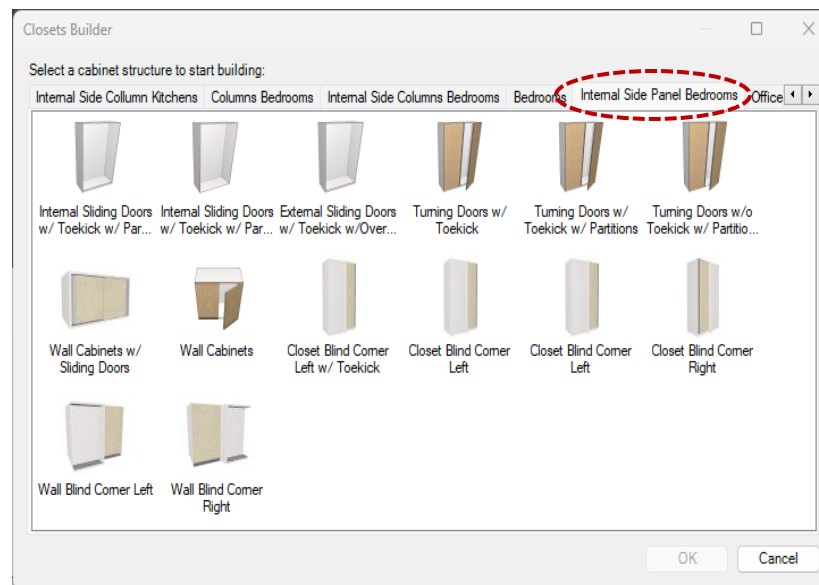 Closets Builder
Select a cabinet structure to start building:
Internal Side Collumn Kitchens Columns Bedrooms Internal Side Columns Bedrooms Bedrooms Internal Side Panel Bedrooms Office
Internal Sliding Doors w/ Toekick w/ Par...
Internal Sliding Doors w/ Toekick w/ Par...
External Sliding Doors w/ Toekick w/Over...
Turning Doors w/ Toekick
Turning Doors w/ Toekick w/ Partitions
Turning Doors w/o Toekick w/ Partitio...
Wall Cabinets w/ Sliding Doors
Wall Cabinets
Closet Blind Corner Left w/ Toekick
Closet Blind Corner Left
Closet Blind Corner Left
Closet Blind Corner Right
Wall Blind Corner Left
Wall Blind Corner Right
OK
Cancel